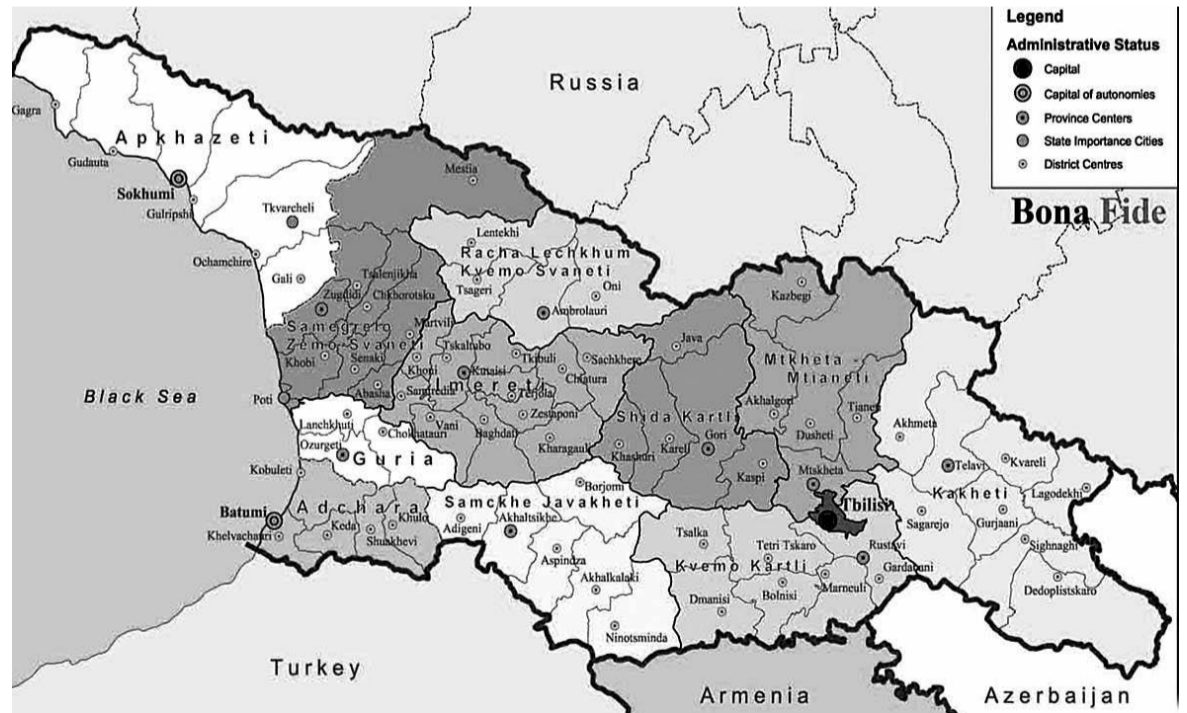 Legend
Administrative Status
Capital
Capital of autonomies
Province Centers
State Importance Cities
District Centres
Bona Fide
Russia
Gagra
Apkhazeti
Gudauta
Sokhumi
Gulripshi
Tkvarcheli
Ochamchire
Gali
Mestia
Lentekhi
Racha Lechkhum
Kvemo Svaneti
Tsageri
Oni
Ambrolauri
Tsalenjikha
Zugdidi
Chkhorotsku
Martvili
Samegrelo
Zemo Svaneti
Khobi
Senaki
Abasha
Poti
Black Sea
Tskaltubo
Tkibuli
Sachkhere
Khoni
Kutaisi
Chiatura
Imereti
Samtredia
Terjola
Zestaponi
Vani
Baghdati
Kharagauli
Java
Shida Kartli
Khashuri
Kareli
Gori
Kaspi
Kazbegi
Mtkheta -
Mtianeti
Akhalgori
Dusheti
Tianeti
Mtskheta
Tbilisi
Akhmeta
Telavi
Kvareli
Kakheti
Lagodekhi
Sagarejo
Gurjaani
Sighnaghi
Dedoplistskaro
Lanchkhuti
Ozurgeti
Chokhatauri
Guria
Kobuleti
Batumi
Adchara
Khelvachauri
Keda
Khulo
Shuakhevi
Samckhe Javakheti
Borjomi
Adigeni
Akhaltsikhe
Aspindza
Akhalkalaki
Ninotsminda
Tsalka
Tetri Tskaro
Rustavi
Kvemo Kartli
Gardabani
Dmanisi
Bolnisi
Marneuli
Turkey
Armenia
Azerbaijan